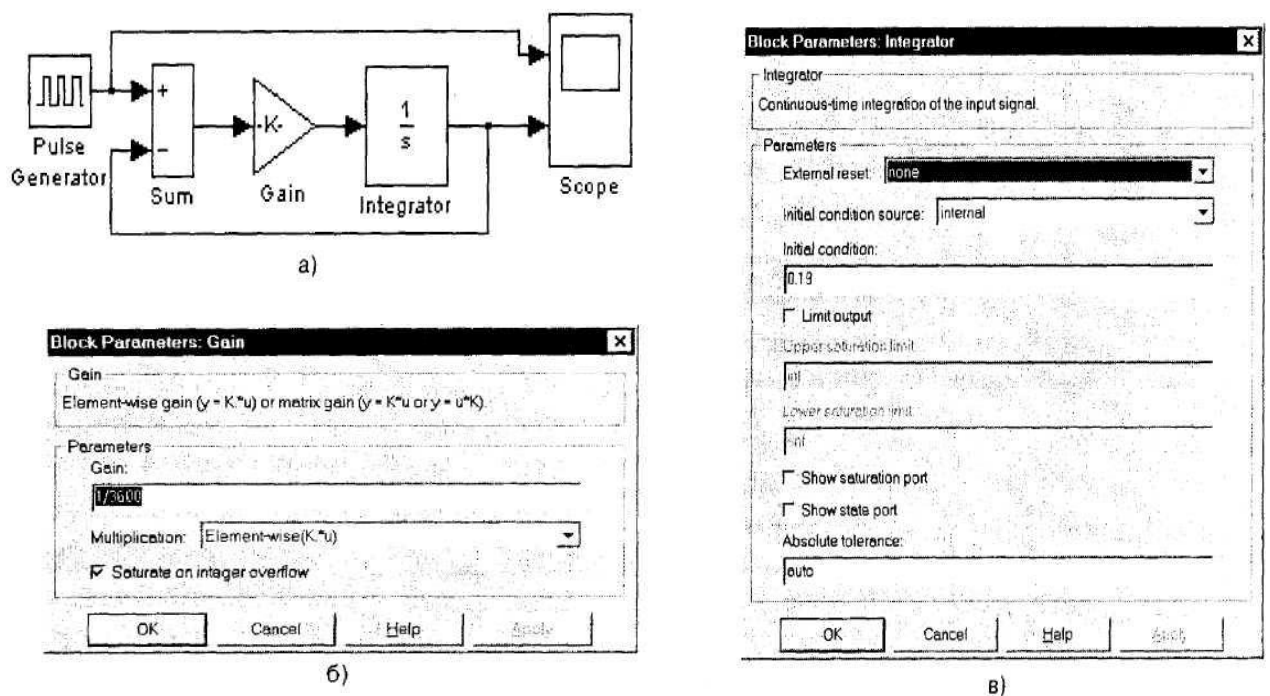 Pulse
Generator
+
−
Sum
-K-
Gain
1
s
Integrator
Scope
а)
Block Parameters: Gain
Gain
Element-wise gain (y = K.*u) or matrix gain (y = K*u or y = u*K).
Parameters
Gain:
1/3600
Multiplication: Element-wise(K.*u)
Saturate on integer overflow
OK Cancel Help Apply
б)
Block Parameters: Integrator
Integrator
Continuous-time integration of the input signal.
Parameters
External reset: none
Initial condition source: internal
Initial condition:
0.19
Limit output
Upper saturation limit
inf
Lower saturation limit
-inf
Show saturation port
Show state port
Absolute tolerance:
auto
OK Cancel Help Apply
в)